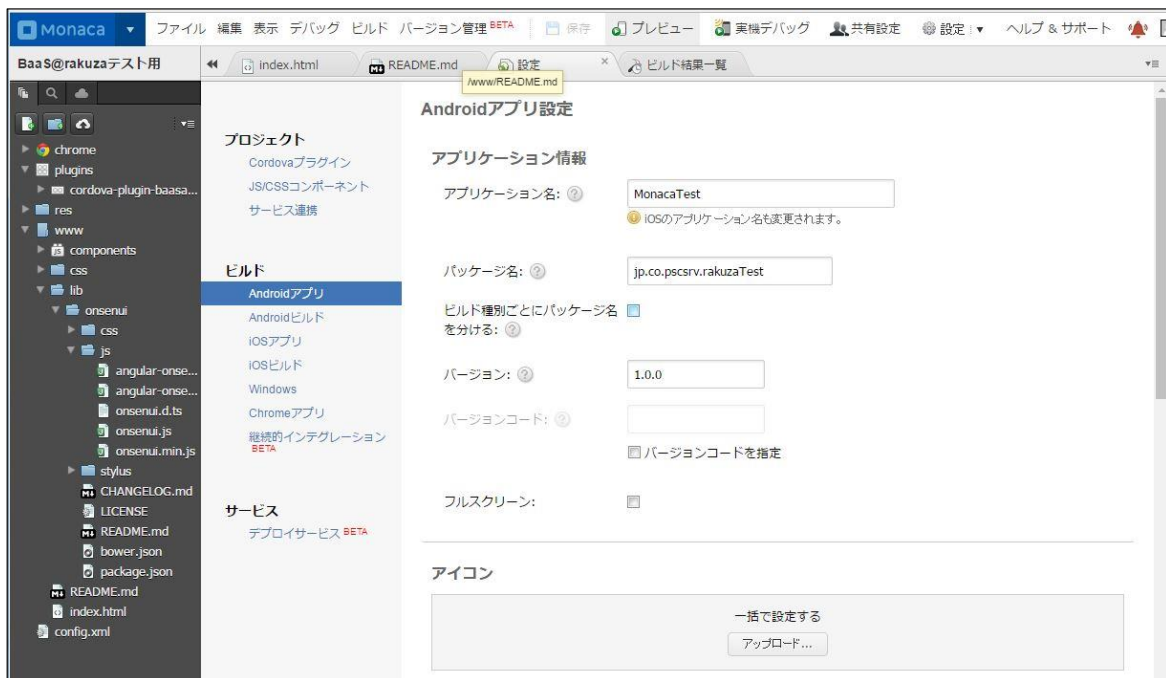 Monaca
ファイル 編集 表示 デバッグ ビルド バージョン管理 BETA 保存 プレビュー 実機デバッグ 共有設定 設定 ヘルプ & サポート
BaaS@rakuzaテスト用
index.html README.md 設定 ビルド結果一覧
/www/README.md
chrome
plugins
cordova-plugin-baasa...
res
www
components
css
lib
onsenui
css
js
angular-onse...
angular-onse...
onsenui.d.ts
onsenui.js
onsenui.min.js
stylus
CHANGELOG.md
LICENSE
README.md
bower.json
package.json
README.md
index.html
config.xml
プロジェクト
Cordovaプラグイン
JS/CSSコンポーネント
サービス連携
ビルド
Androidアプリ
Androidビルド
iOSアプリ
iOSビルド
Windows
Chromeアプリ
継続的インテグレーション
BETA
サービス
デプロイサービス BETA
Androidアプリ設定
アプリケーション情報
アプリケーション名: MonacaTest
iOSのアプリケーション名も変更されます。
パッケージ名: jp.co.pscsrv.rakuzaTest
ビルド種別ごとにパッケージ名
を分ける:
バージョン: 1.0.0
バージョンコード:
バージョンコードを指定
フルスクリーン:
アイコン
一括で設定する
アップロード...